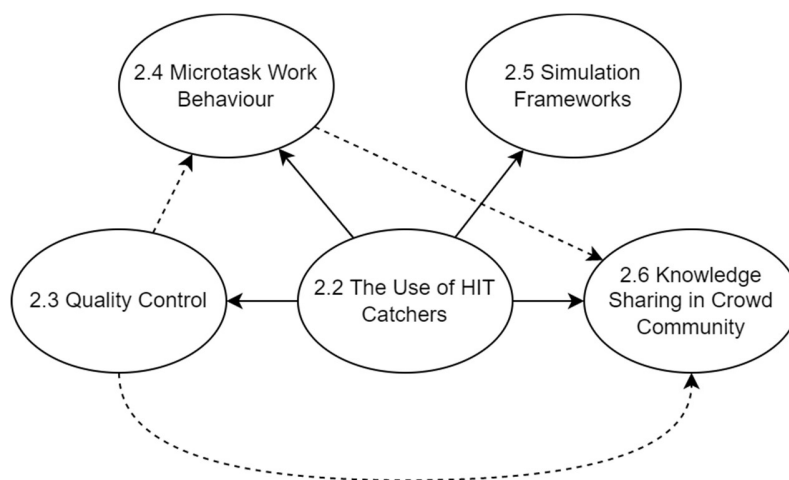 2.4 Microtask Work
Behaviour
2.5 Simulation
Frameworks
2.3 Quality Control
2.2 The Use of HIT
Catchers
2.6 Knowledge
Sharing in Crowd
Community